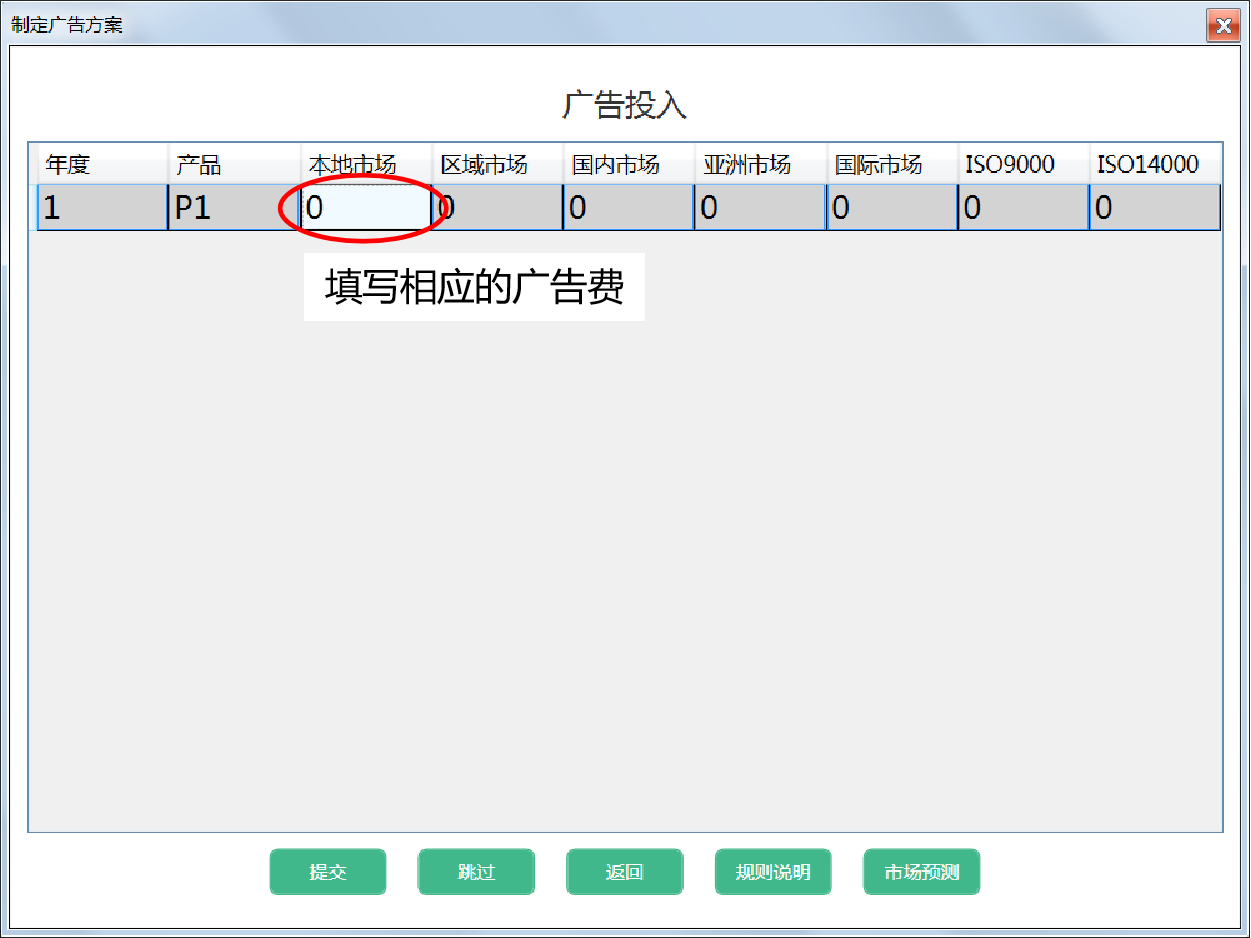 制定广告方案
广告投入
年度 产品 本地市场 区域市场 国内市场 亚洲市场 国际市场 ISO9000 ISO14000
1 P1 0 0 0 0 0 0 0
填写相应的广告费
提交 跳过 返回 规则说明 市场预测